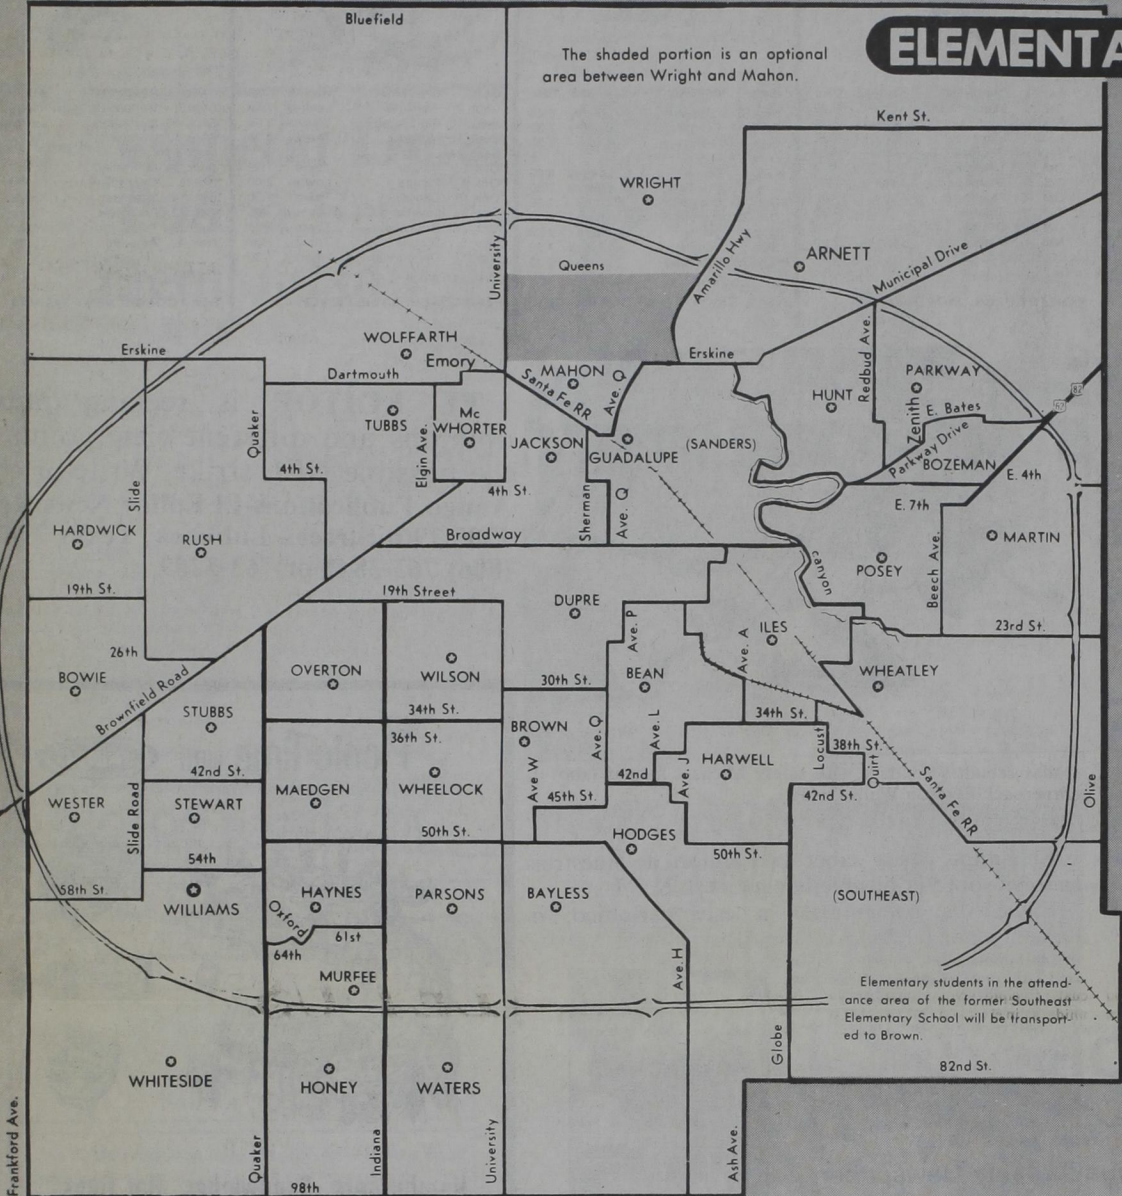 Bluefield
The shaded portion is an optional
area between Wright and Mahon.
ELEMENTA
Kent St.
WRIGHT
Amarillo Hwy
ARNETT
Municipal Drive
University
Queens
WOLFFARTH
Emory
Erskine
Dartmouth
MAHON
Santa Fe RR
Ave. Q
Erskine
Redbud Ave.
PARKWAY
HUNT
Zenith
E. Bates
62
82
Quaker
TUBBS
Elgin Ave.
Mc
WHORTER
JACKSON
GUADALUPE
(SANDERS)
Parkway Drive
BOZEMAN
E. 4th
4th St.
4th St.
Slide
Sherman
Ave. Q
E. 7th
HARDWICK
RUSH
Broadway
canyon
POSEY
Beech Ave.
MARTIN
19th St.
19th Street
DUPRE
Ave. P
ILES
Ave. A
23rd St.
26th
BOWIE
Brownfield Road
OVERTON
WILSON
30th St.
BEAN
WHEATLEY
STUBBS
34th St.
34th St.
36th St.
BROWN
Ave. Q
Ave. L
Locust
38th St.
42nd St.
MAEDGEN
WHEELOCK
Ave W
42nd
Ave. J
HARWELL
Quirt
42nd St.
Santa Fe RR
Olive
WESTER
Slide Road
STEWART
45th St.
54th
50th St.
HODGES
50th St.
58th St.
WILLIAMS
HAYNES
Oxford
PARSONS
BAYLESS
(SOUTHEAST)
61st
64th
MURFEE
Ave. H
Elementary students in the attend-
ance area of the former Southeast
Elementary School will be transport-
ed to Brown.
Globe
82nd St.
WHITESIDE
HONEY
WATERS
Frankford Ave.
Quaker
Indiana
University
Ash Ave.
98th